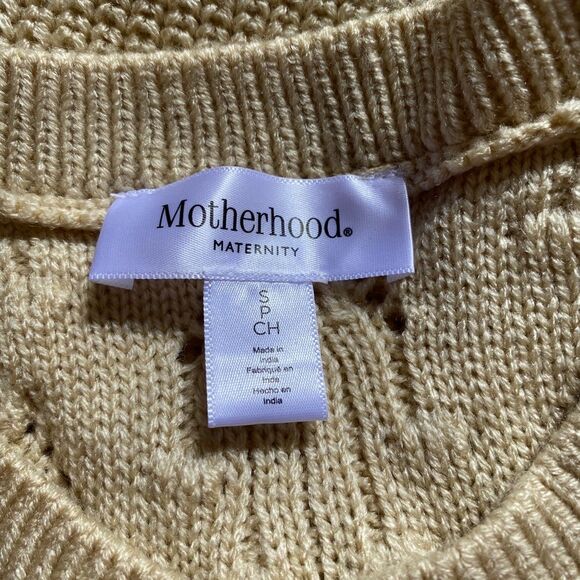 Motherhood®
MATERNITY
S
P
CH
Made in
India
Fabriqué en
Inde
Hecho en
India